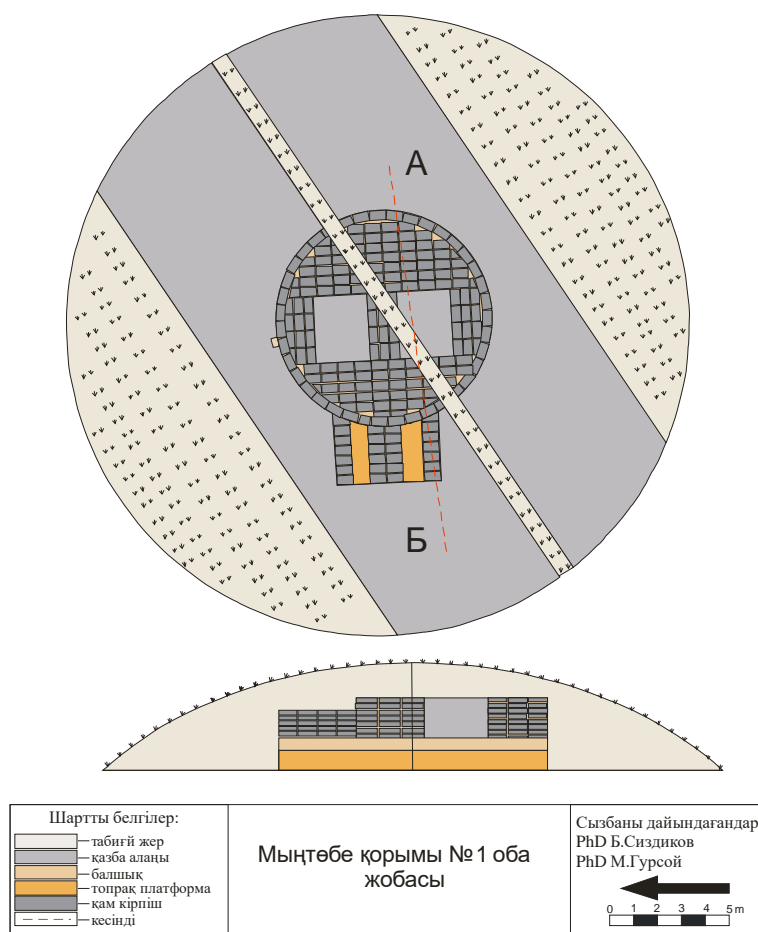 А
Б
Шартты белгілер:
табиғй жер
қазба алаңы
балшық
топрақ платформа
қам кірпіш
кесінді
Мыңтөбе қорымы №1 оба
жобасы
Сызбаны дайындағандар
PhD Б.Сиздиков
PhD М.Гурсой
0 1 2 3 4 5 m